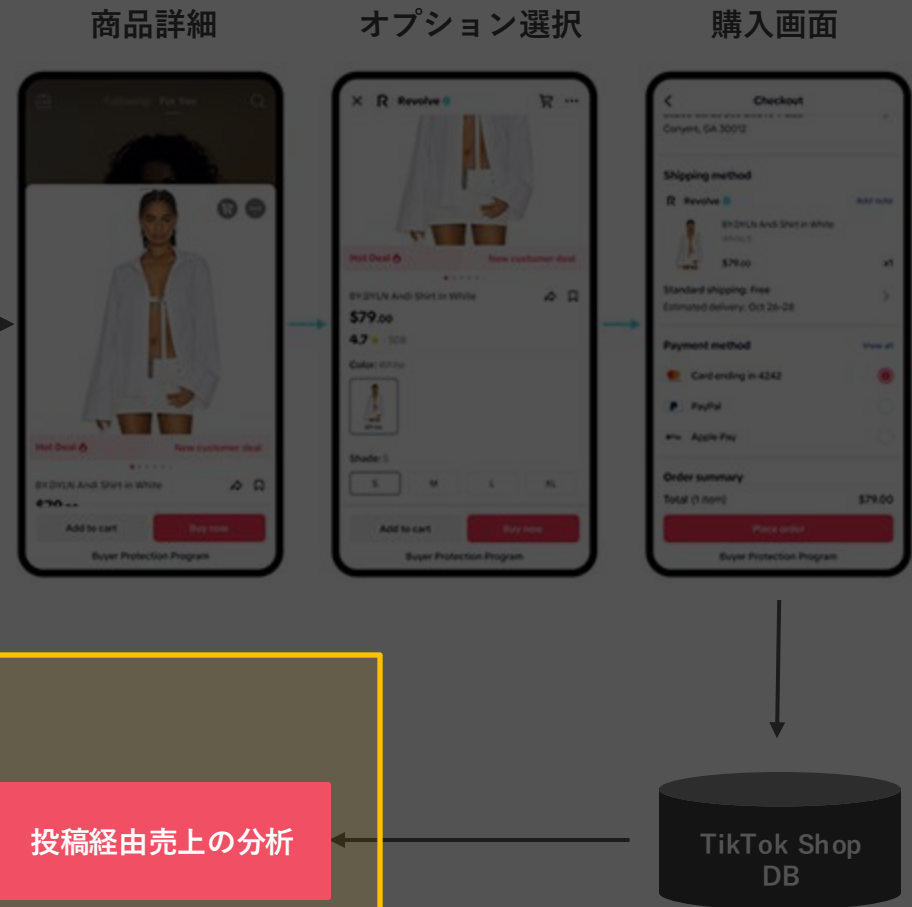 商品詳細
オプション選択
購入画面
Following For You
Hot Deal New customer deal
BY.DYLN Andi Shirt in White
Add to cart Buy now
Buyer Protection Program
Revolve
Hot Deal New customer deal
BY.DYLN Andi Shirt in White
$79.00
4.7
Color: White
White
Shade: S
S M L XL
Add to cart Buy now
Buyer Protection Program
Checkout
Conyers, GA 30012
Shipping method
Revolve Add note
BY.DYLN Andi Shirt in White
$79.00 x1
Standard shipping: Free
Estimated delivery: Oct 26-28
Payment method View all
Card ending in 4242
PayPal
Apple Pay
Order summary
Total (1 item) $79.00
Place order
Buyer Protection Program
投稿経由売上の分析
TikTok Shop
DB